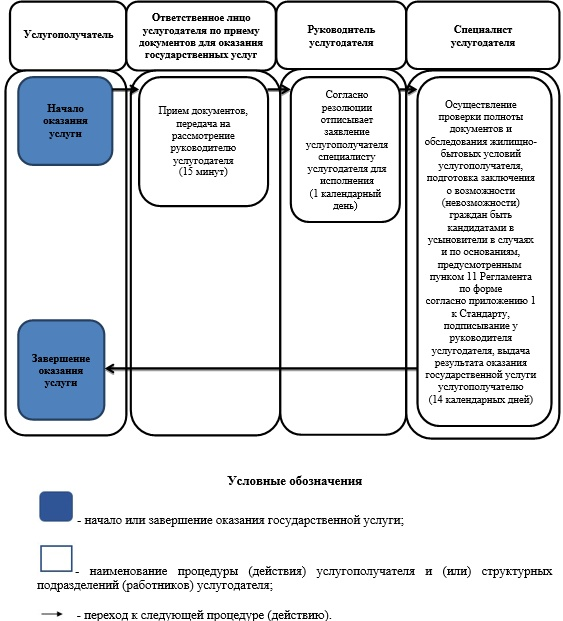 Услугополучатель
Ответственное лицо
услугодателя по приему
документов для оказания
государственных услуг
Руководитель
услугодателя
Специалист
услугодателя
Начало
оказания
услуги
Прием документов,
передача на
рассмотрение
руководителю
услугодателя
(15 минут)
Согласно
резолюции
отписывает
заявление
услугополучателя
специалисту
услугодателя для
исполнения
(1 календарный
день)
Осуществление
проверки полноты
документов и
обследования жилищно-
бытовых условий
услугополучателя,
подготовка заключения
о возможности
(невозможности)
граждан быть
кандидатами в
усыновители в случаях
и по основаниям,
предусмотренным
пунком 11 Регламента
по форме
согласно приложению 1
к Стандарту,
подписывание у
руководителя
услугодателя, выдача
результата оказания
государственной услуги
услугополучателю
(14 календарных дней)
Завершение
оказания
услуги
Условные обозначения
- начало или завершение оказания государственной услуги;
- наименование процедуры (действия) услугополучателя и (или) структурных
подразделений (работников) услугодателя;
- переход к следующей процедуре (действию).